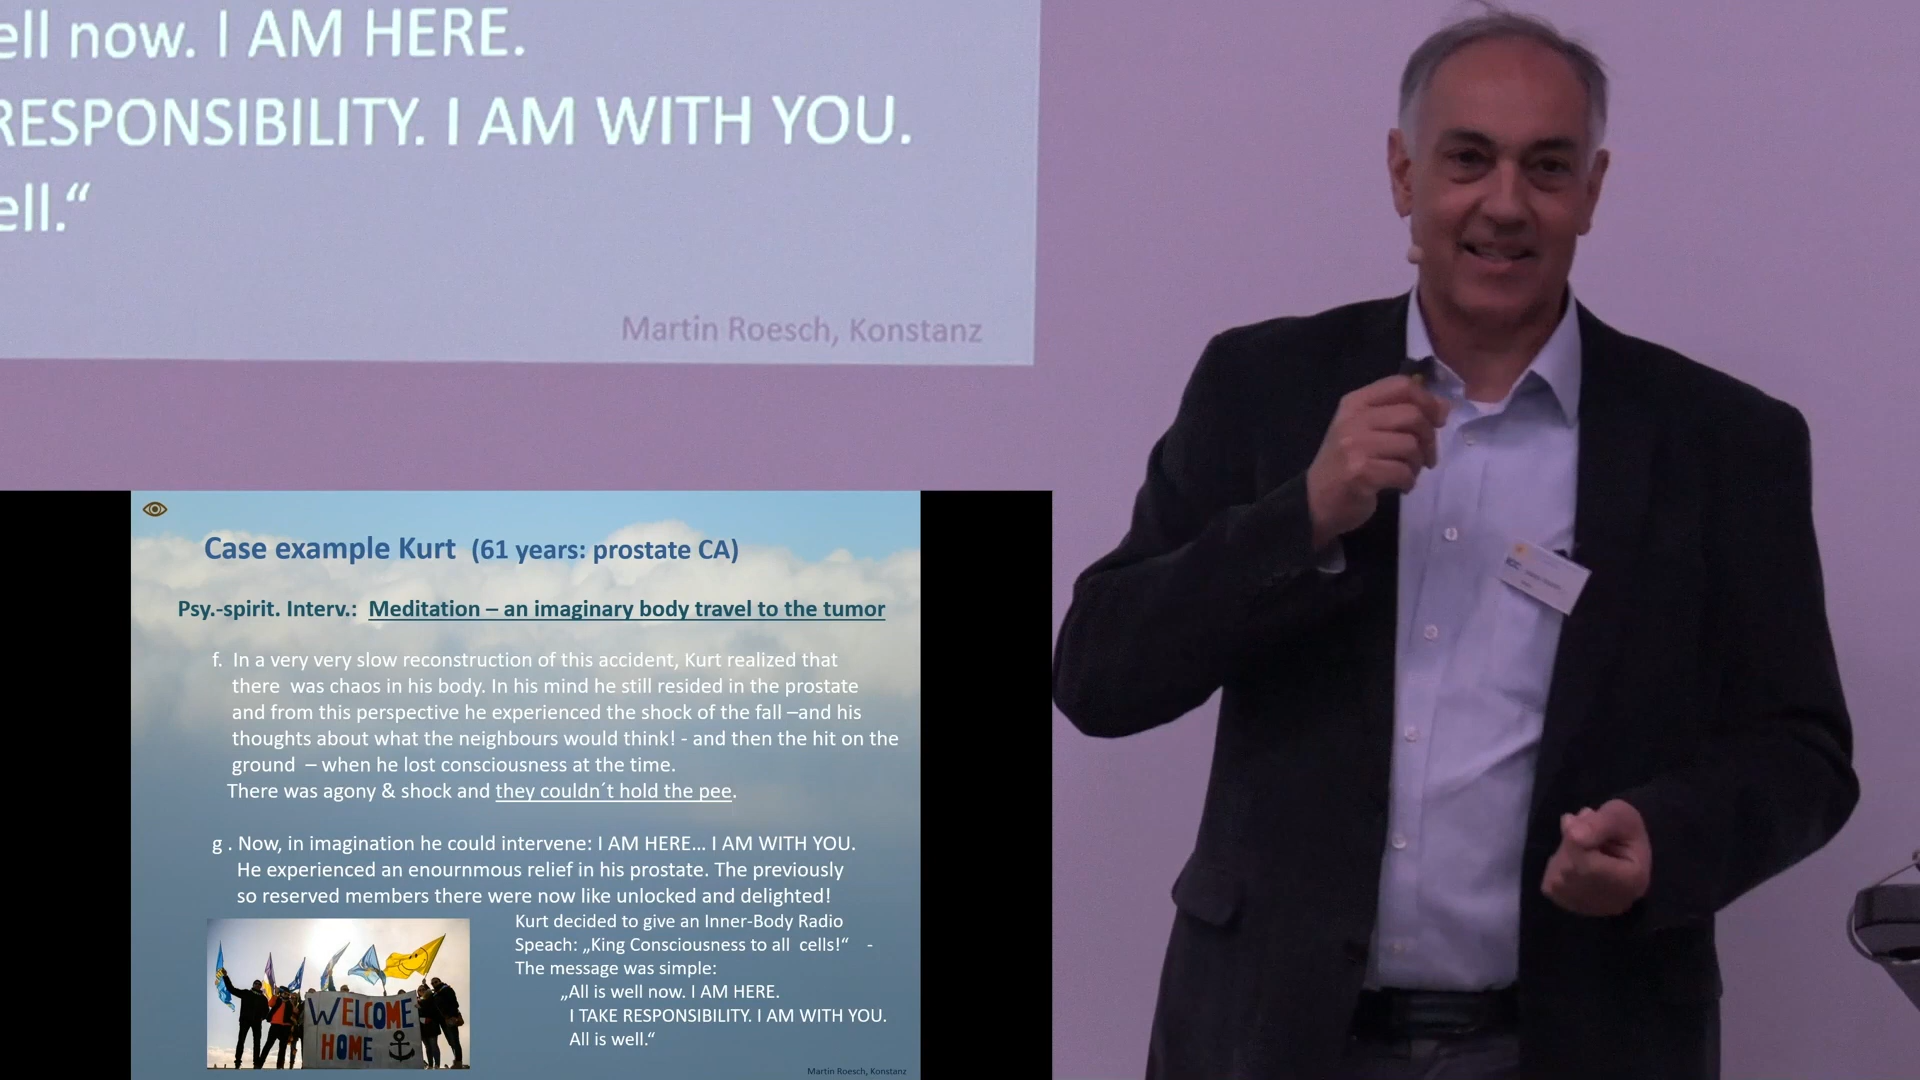 ell now. I AM HERE.
RESPONSIBILITY. I AM WITH YOU.
ell.“
Martin Roesch, Konstanz
Case example Kurt (61 years: prostate CA)
Psy.-spirit. Interv.: Meditation – an imaginary body travel to the tumor
f. In a very very slow reconstruction of this accident, Kurt realized that
there was chaos in his body. In his mind he still resided in the prostate
and from this perspective he experienced the shock of the fall –and his
thoughts about what the neighbours would think! - and then the hit on the
ground – when he lost consciousness at the time.
There was agony & shock and they couldn´t hold the pee.
g . Now, in imagination he could intervene: I AM HERE... I AM WITH YOU.
He experienced an enournmous relief in his prostate. The previously
so reserved members there were now like unlocked and delighted!
Kurt decided to give an Inner-Body Radio
Speach: „King Consciousness to all cells!“ -
The message was simple:
„All is well now. I AM HERE.
I TAKE RESPONSIBILITY. I AM WITH YOU.
All is well.“
WELCOME
HOME
Martin Roesch, Konstanz